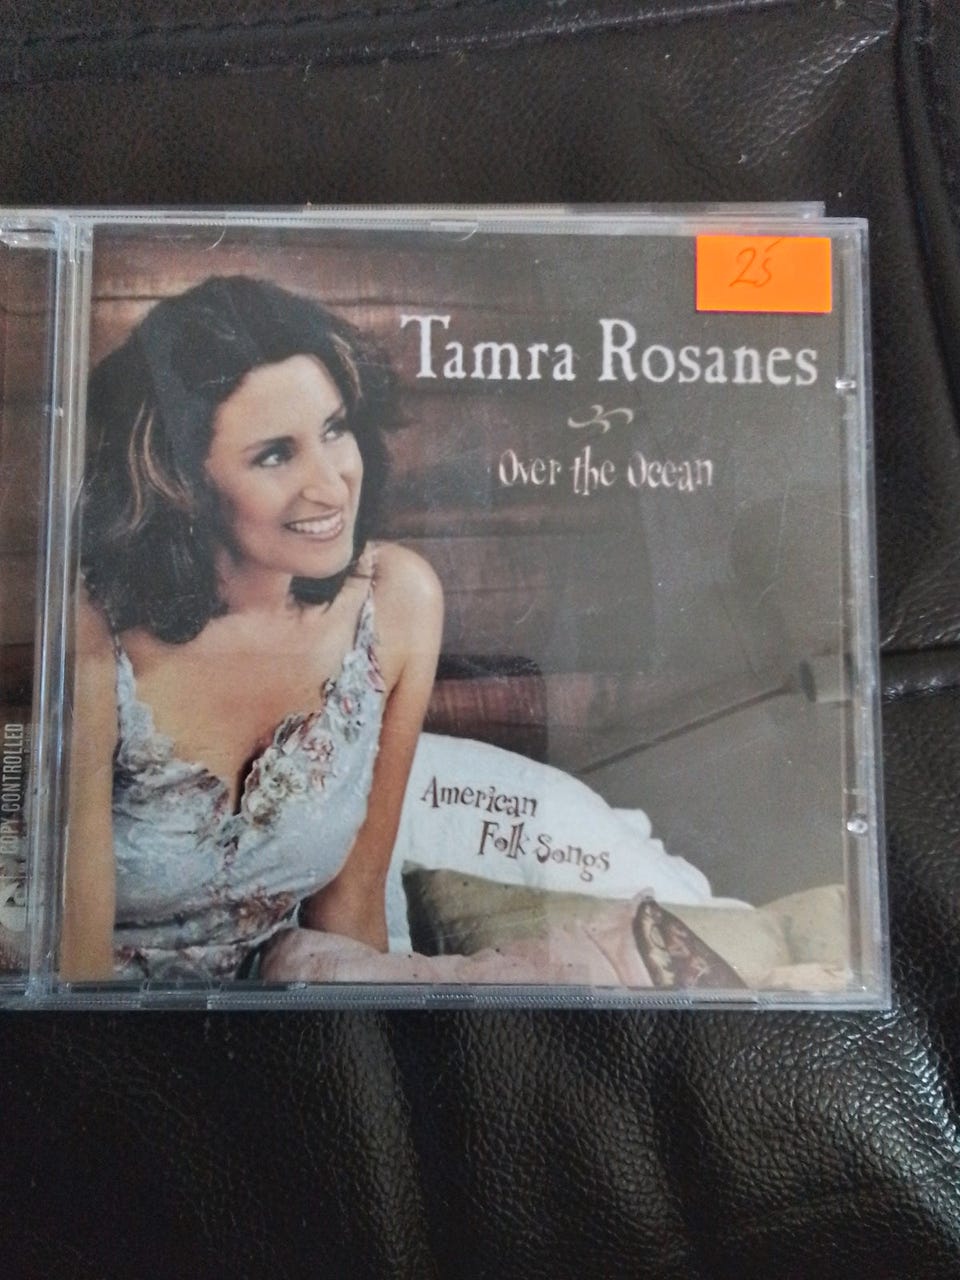 25
Tamra Rosanes
Over the Ocean
American
Folk Songs
COPY CONTROLLED